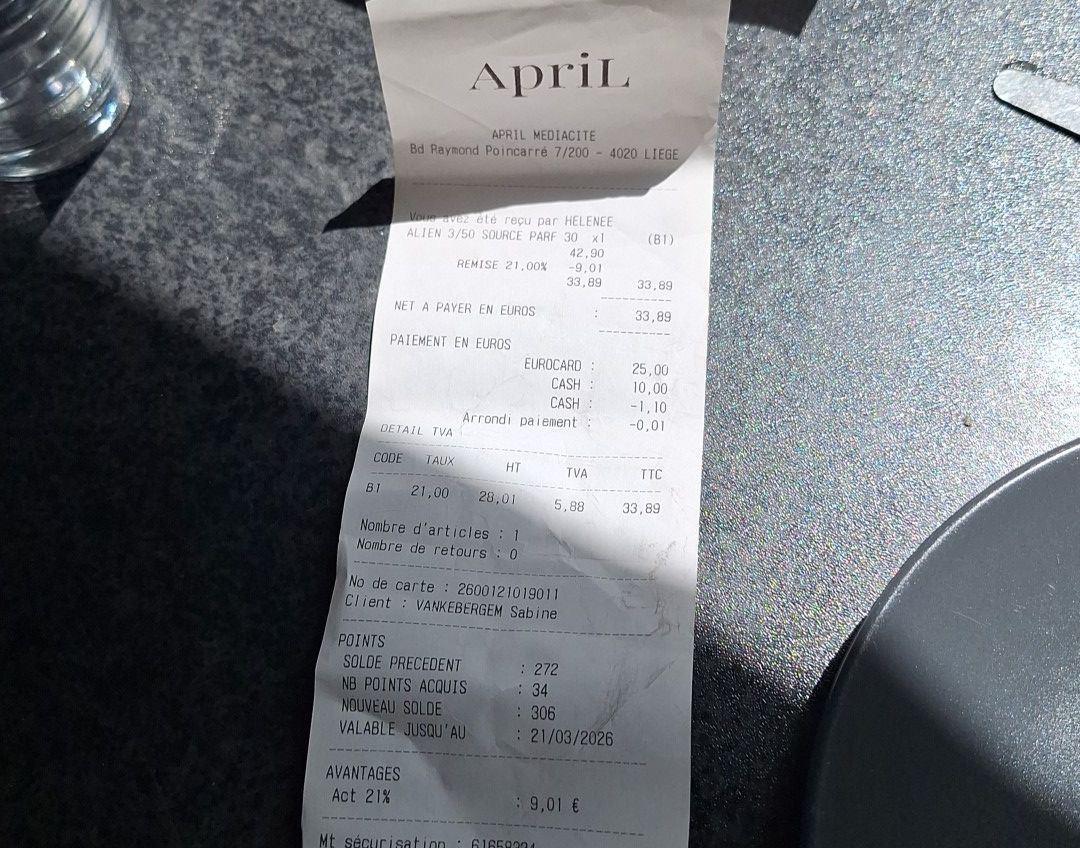 ApriL
APRIL MEDIACITE
Bd Raymond Poincarré 7/200 - 4020 LIEGE
Vous avez été reçu par HELENEE
ALIEN 3/50 SOURCE PARF 30 x1 (B1)
42,90
REMISE 21,00% -9,01
33,89 33,89
NET A PAYER EN EUROS : 33,89
PAIEMENT EN EUROS
EUROCARD : 25,00
CASH : 10,00
CASH : -1,10
Arrondi paiement : -0,01
DETAIL TVA
CODE TAUX HT TVA TTC
B1 21,00 28,01 5,88 33,89
Nombre d'articles : 1
Nombre de retours : 0
No de carte : 2600121019011
Client : VANKEBERGEM Sabine
POINTS
SOLDE PRECEDENT : 272
NB POINTS ACQUIS : 34
NOUVEAU SOLDE : 306
VALABLE JUSQU'AU : 21/03/2026
AVANTAGES
Act 21% : 9,01 €
Mt sécurisation :